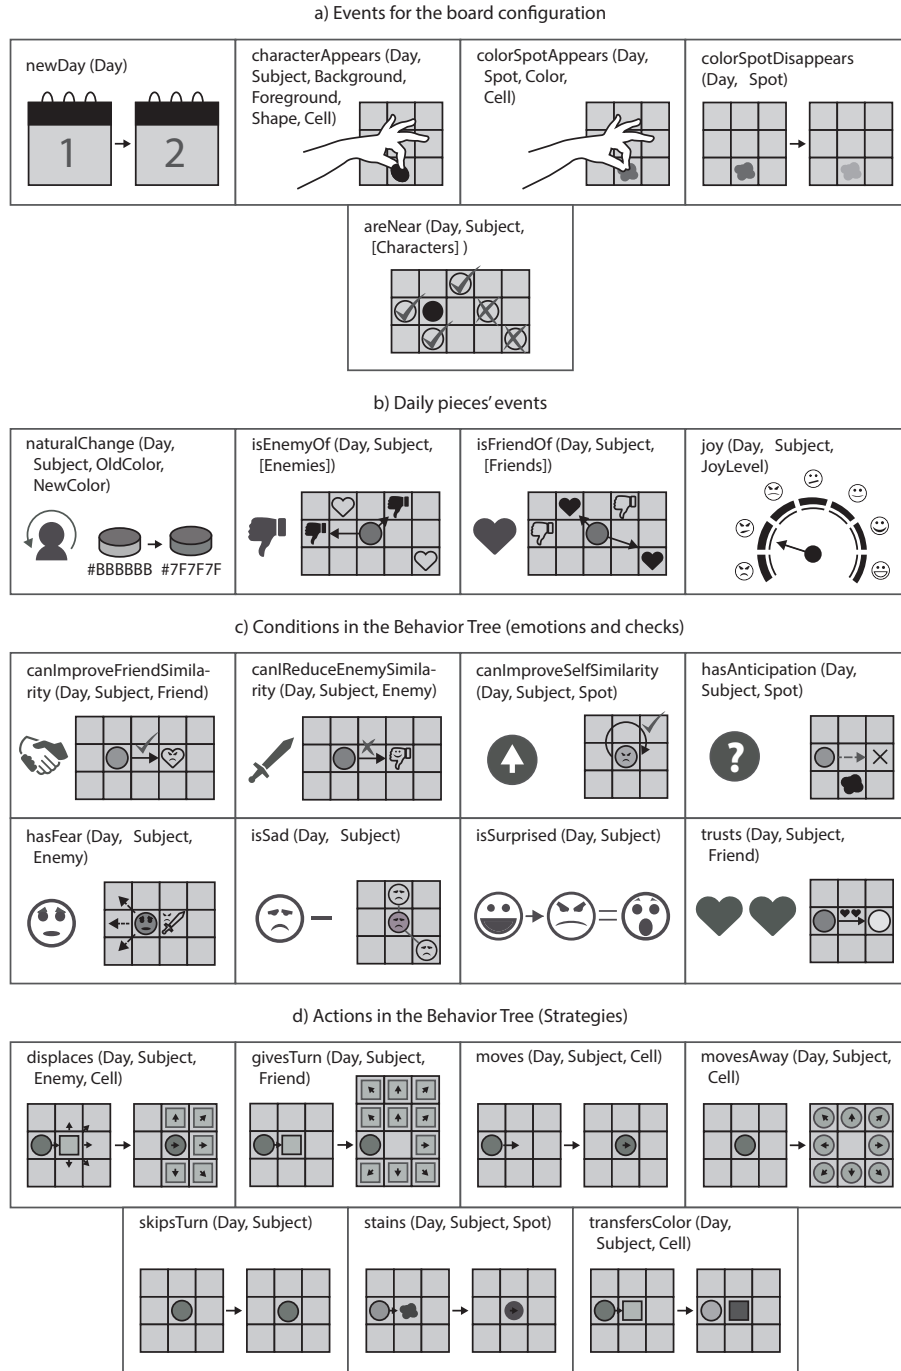 a) Events for the board configuration
newDay (Day)
1
2
characterAppears (Day,
Subject, Background,
Foreground,
Shape, Cell)
colorSpotAppears (Day,
Spot, Color,
Cell)
colorSpotDisappears
(Day, Spot)
areNear (Day, Subject,
[Characters] )
b) Daily pieces' events
naturalChange (Day,
Subject, OldColor,
NewColor)
#BBBBBB
#7F7F7F
isEnemyOf (Day, Subject,
[Enemies])
isFriendOf (Day, Subject,
[Friends])
joy (Day, Subject,
JoyLevel)
c) Conditions in the Behavior Tree (emotions and checks)
canImproveFriendSimila-
rity (Day, Subject, Friend)
canIReduceEnemySimila-
rity (Day, Subject, Enemy)
canImproveSelfSimilarity
(Day, Subject, Spot)
hasAnticipation (Day,
Subject, Spot)
?
hasFear (Day, Subject,
Enemy)
isSad (Day, Subject)
isSurprised (Day, Subject)
trusts (Day, Subject,
Friend)
d) Actions in the Behavior Tree (Strategies)
displaces (Day, Subject,
Enemy, Cell)
givesTurn (Day, Subject,
Friend)
moves (Day, Subject, Cell)
movesAway (Day, Subject,
Cell)
skipsTurn (Day, Subject)
stains (Day, Subject, Spot)
transfersColor (Day,
Subject, Cell)